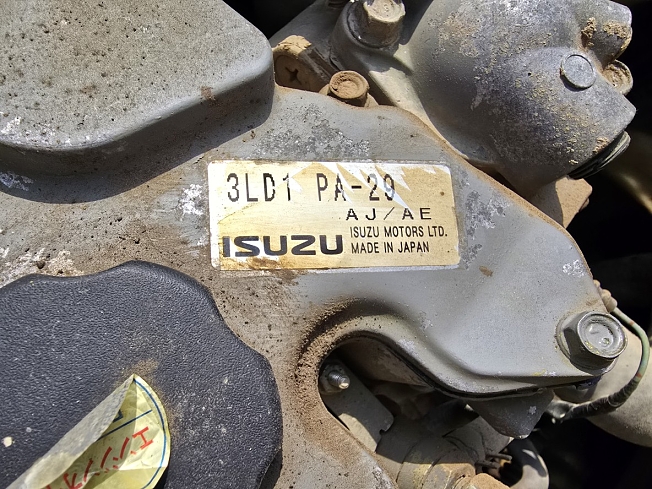 3LD1 PA-29
AJ/AE
ISUZU
ISUZU MOTORS LTD.
MADE IN JAPAN